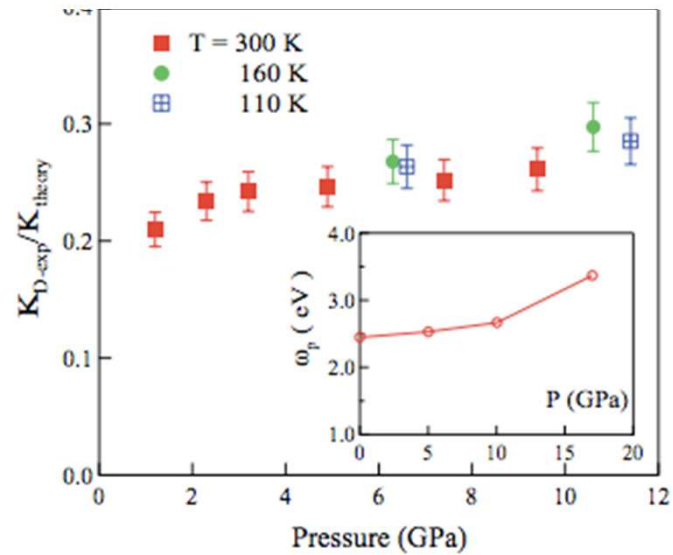 0.4
T = 300 K
160 K
110 K
0.3
K_D-exp/K_theory
0.2
4.0
3.0
ω_p ( eV)
2.0
P (GPa)
0.1
1.0
0 5 10 15 20
0.0
0 2 4 6 8 10 12
Pressure (GPa)